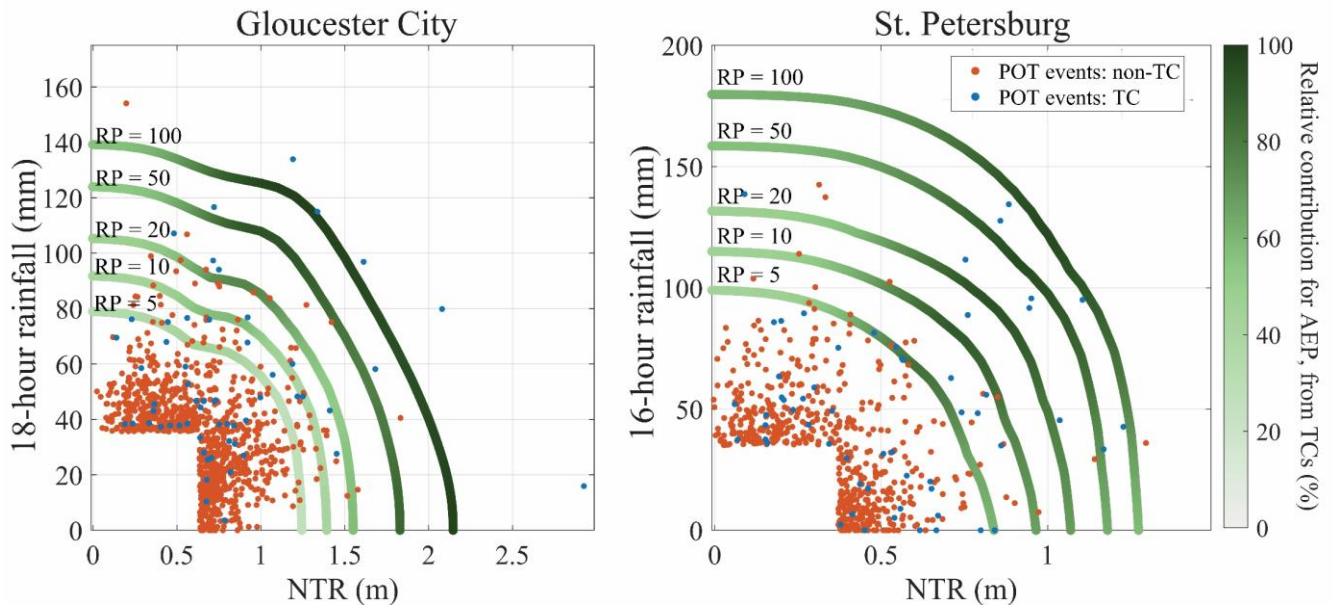 Gloucester City
18-hour rainfall (mm)
160
140
120
100
80
60
40
20
0
RP = 100
RP = 50
RP = 20
RP = 10
RP = 5
0 0.5 1 1.5 2 2.5
NTR (m)
St. Petersburg
16-hour rainfall (mm)
200
150
100
50
0
RP = 100
RP = 50
RP = 20
RP = 10
RP = 5
POT events: non-TC
POT events: TC
0 0.5 1
NTR (m)
100
80
60
40
20
0
Relative contribution for AEP, from TCs (%)